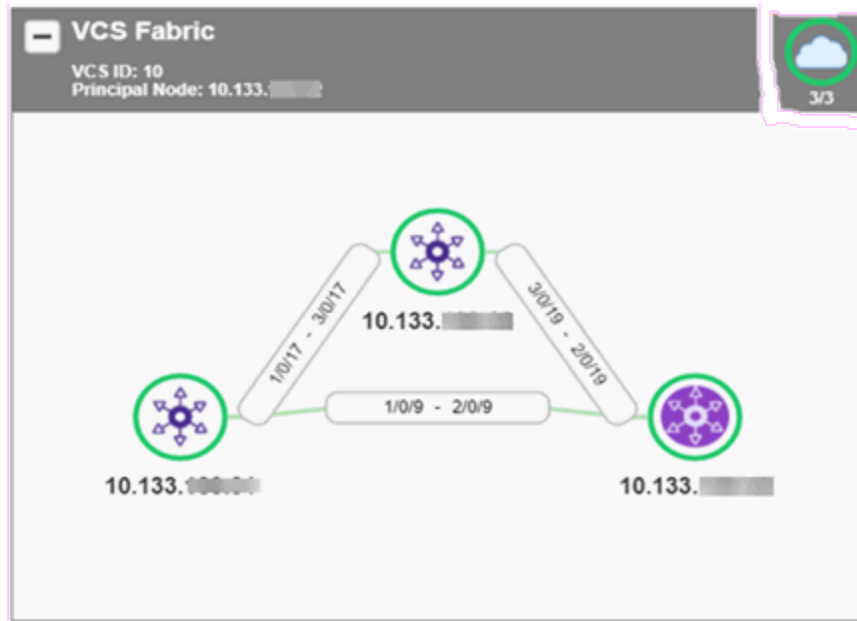 VCS Fabric
VCS ID: 10
Principal Node: 10.133.
3/3
1/0/17 - 3/0/17
3/0/19 - 2/0/19
10.133.
1/0/9 - 2/0/9
10.133.
10.133.